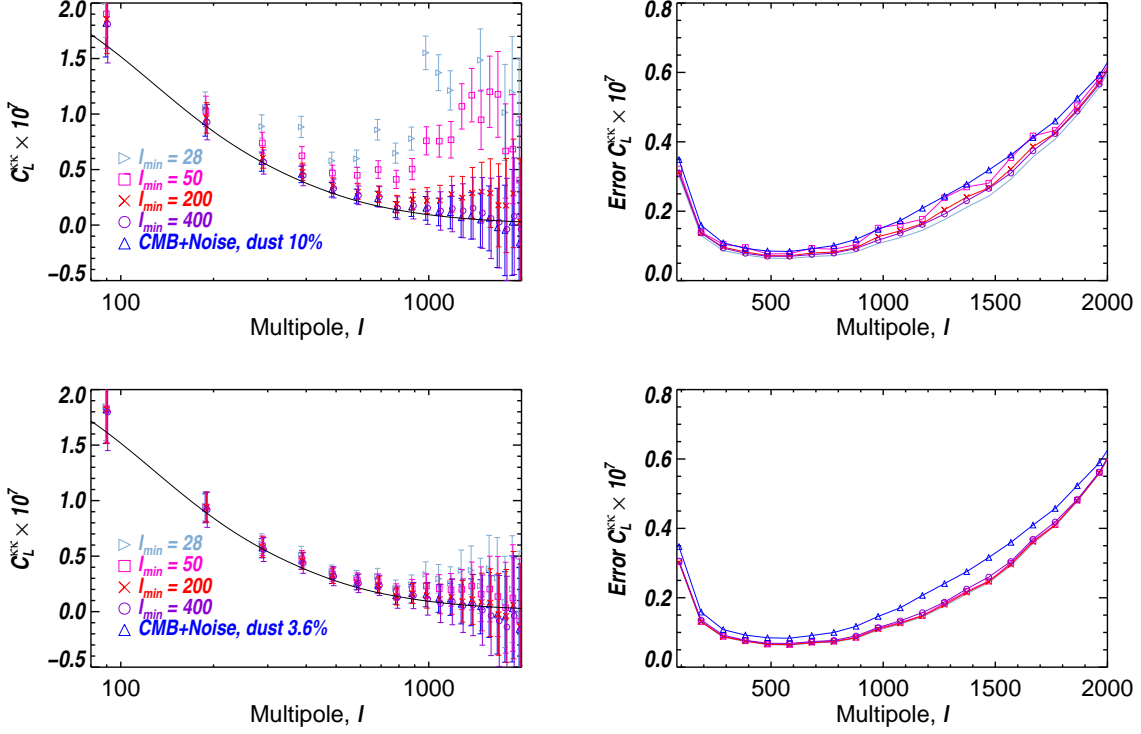 2.0
1.5
1.0
0.5
0.0
−0.5
C_L^κκ × 10^7
l_min = 28
l_min = 50
l_min = 200
l_min = 400
CMB+Noise, dust 10%
100
1000
Multipole, l
0.8
0.6
0.4
0.2
0.0
Error C_L^κκ × 10^7
500
1000
1500
2000
Multipole, l
2.0
1.5
1.0
0.5
0.0
−0.5
C_L^κκ × 10^7
l_min = 28
l_min = 50
l_min = 200
l_min = 400
CMB+Noise, dust 3.6%
100
1000
Multipole, l
0.8
0.6
0.4
0.2
0.0
Error C_L^κκ × 10^7
500
1000
1500
2000
Multipole, l